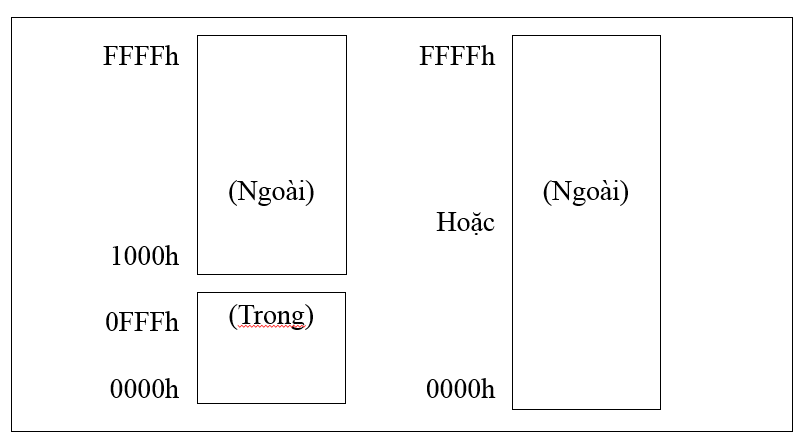 FFFFh
(Ngoài)
1000h
(Trong)
0FFFh
0000h
Hoặc
FFFFh
(Ngoài)
0000h